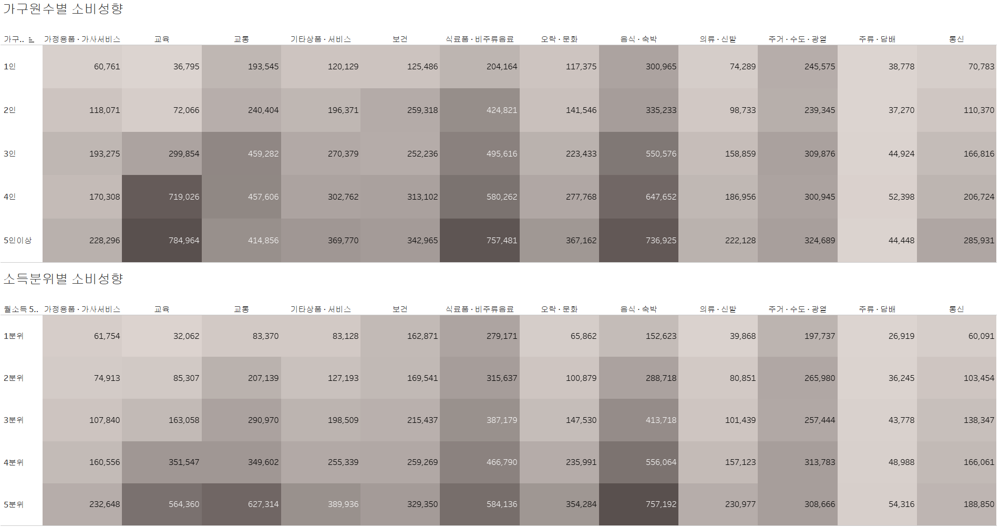 가구원수별 소비성향
가구.. 가정용품·가사서비스 교육 교통 기타상품·서비스 보건 식료품·비주류음료 오락·문화 음식·숙박 의류·신발 주거·수도·광열 주류·담배 통신
1인 60,761 36,795 193,545 120,129 125,486 204,164 117,375 300,965 74,289 245,575 38,778 70,783
2인 118,071 72,066 240,404 196,371 259,318 424,821 141,546 335,233 98,733 239,345 37,270 110,370
3인 193,275 299,854 459,282 270,379 252,236 495,616 223,433 550,576 158,859 309,876 44,924 166,816
4인 170,308 719,026 457,606 302,762 313,102 580,262 277,768 647,652 186,956 300,945 52,398 206,724
5인이상 228,296 784,964 414,856 369,770 342,965 757,481 367,162 736,925 222,128 324,689 44,448 285,931
소득분위별 소비성향
월소득 5.. 가정용품·가사서비스 교육 교통 기타상품·서비스 보건 식료품·비주류음료 오락·문화 음식·숙박 의류·신발 주거·수도·광열 주류·담배 통신
1분위 61,754 32,062 83,370 83,128 162,871 279,171 65,862 152,623 39,868 197,737 26,919 60,091
2분위 74,913 85,307 207,139 127,193 169,541 315,637 100,879 288,718 80,851 265,980 36,245 103,454
3분위 107,840 163,058 290,970 198,509 215,437 387,179 147,530 413,718 101,439 257,444 43,778 138,347
4분위 160,556 351,547 349,602 255,339 259,269 466,790 235,991 556,064 157,123 313,783 48,988 166,061
5분위 232,648 564,360 627,314 389,936 329,350 584,136 354,284 757,192 230,977 308,666 54,316 188,850